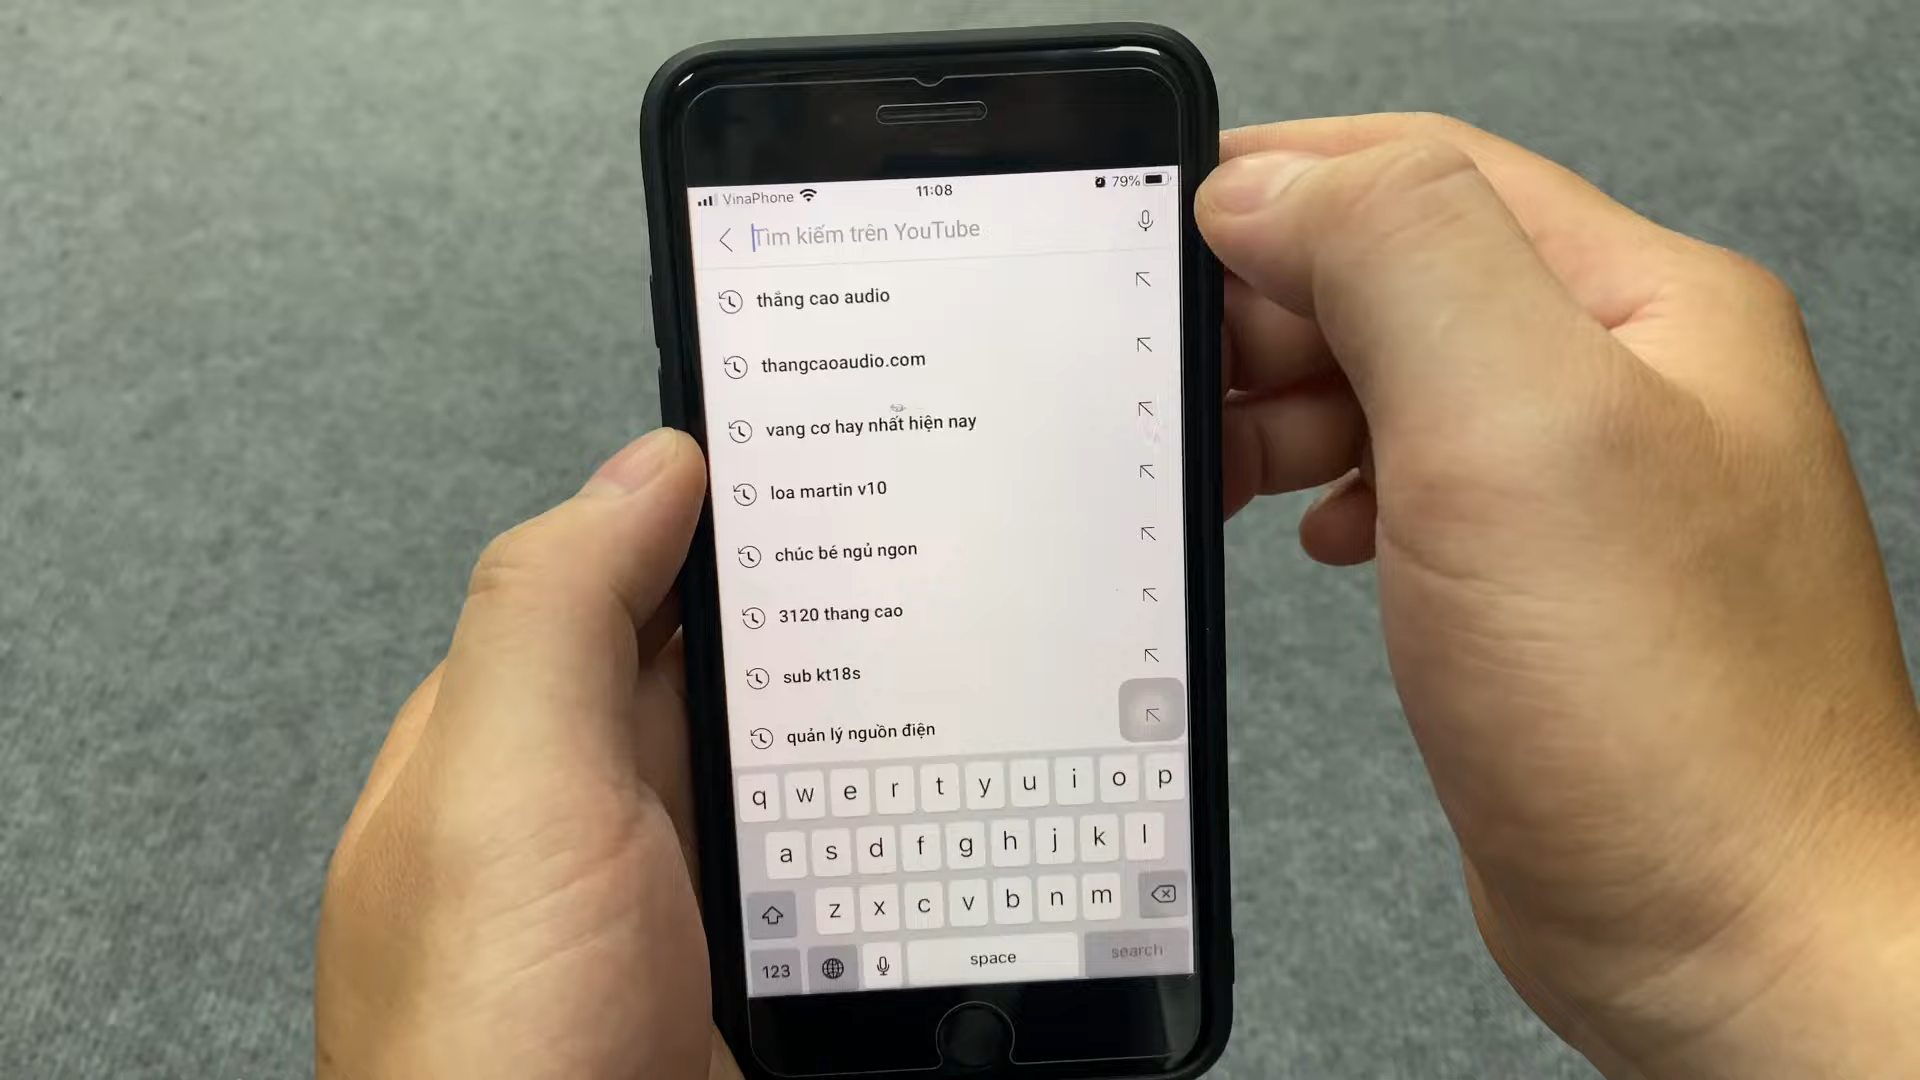 VinaPhone 11:08 79%
Tìm kiếm trên YouTube
thắng cao audio
thangcaoaudio.com
vang cơ hay nhất hiện nay
loa martin v10
chúc bé ngủ ngon
3120 thang cao
sub kt18s
quản lý nguồn điện
q w e r t y u i o p
a s d f g h j k l
z x c v b n m
123 space search